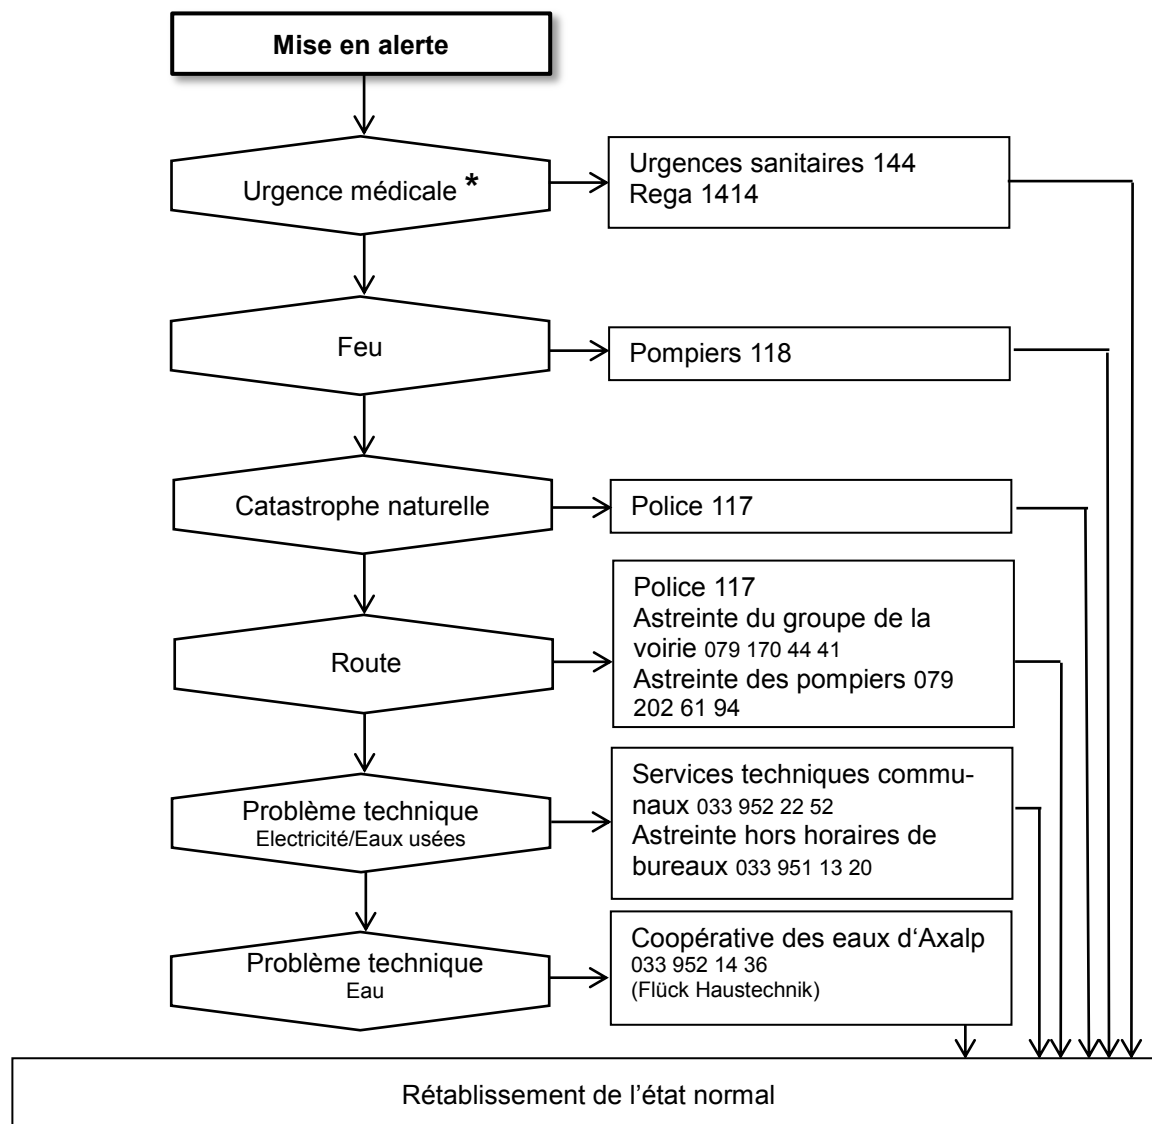 Mise en alerte
Urgence médicale *
Urgences sanitaires 144
Rega 1414
Feu
Pompiers 118
Catastrophe naturelle
Police 117
Route
Police 117
Astreinte du groupe de la
voirie 079 170 44 41
Astreinte des pompiers 079
202 61 94
Problème technique
Electricité/Eaux usées
Services techniques commu-
naux 033 952 22 52
Astreinte hors horaires de
bureaux 033 951 13 20
Problème technique
Eau
Coopérative des eaux d‘Axalp
033 952 14 36
(Flück Haustechnik)
Rétablissement de l’état normal